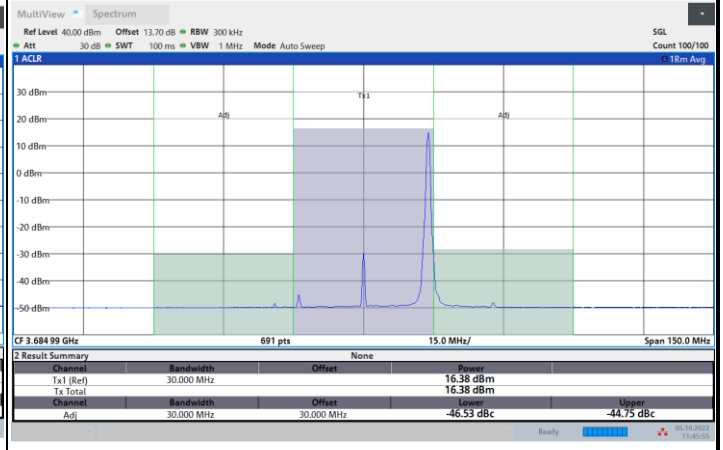 MultiView Spectrum
Ref Level 40.00 dBm Offset 13.70 dB RBW 300 kHz SGL
Att 30 dB SWT 100 ms VBW 1 MHz Mode Auto Sweep Count 100/100
1 ACLR 1Rm Avg
30 dBm
Tx1
20 dBm Adj Adj
10 dBm
0 dBm
-10 dBm
-20 dBm
-30 dBm
-40 dBm
-50 dBm
CF 3.684 99 GHz 691 pts 15.0 MHz/ Span 150.0 MHz
2 Result Summary None
Channel Bandwidth Offset Power
Tx1 (Ref) 30.000 MHz 16.38 dBm
Tx Total 16.38 dBm
Channel Bandwidth Offset Lower Upper
Adj 30.000 MHz 30.000 MHz -46.53 dBc -44.75 dBc
Ready 05.10.2022
11:45:55